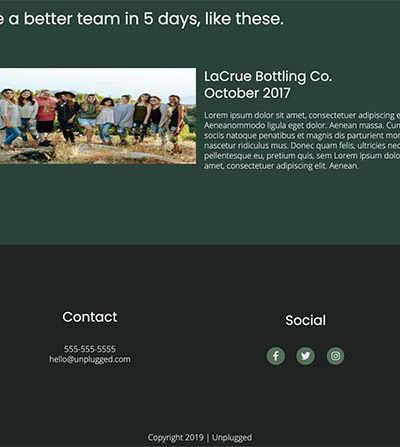 e a better team in 5 days, like these.
LaCrue Bottling Co.
October 2017
Lorem ipsum dolor sit amet, consectetuer adipiscing e
Aeneanommodo ligula eget dolor. Aenean massa. Cum
sociis natoque penatibus et magnis dis parturient mon
nascetur ridiculus mus. Donec quam felis, ultricies nec
pellentesque eu, pretium quis, sem Lorem ipsum dolo
amet, consectetuer adipiscing elit. Aenean.
Contact
Social
555-555-5555
hello@unplugged.com
Copyright 2019 | Unplugged